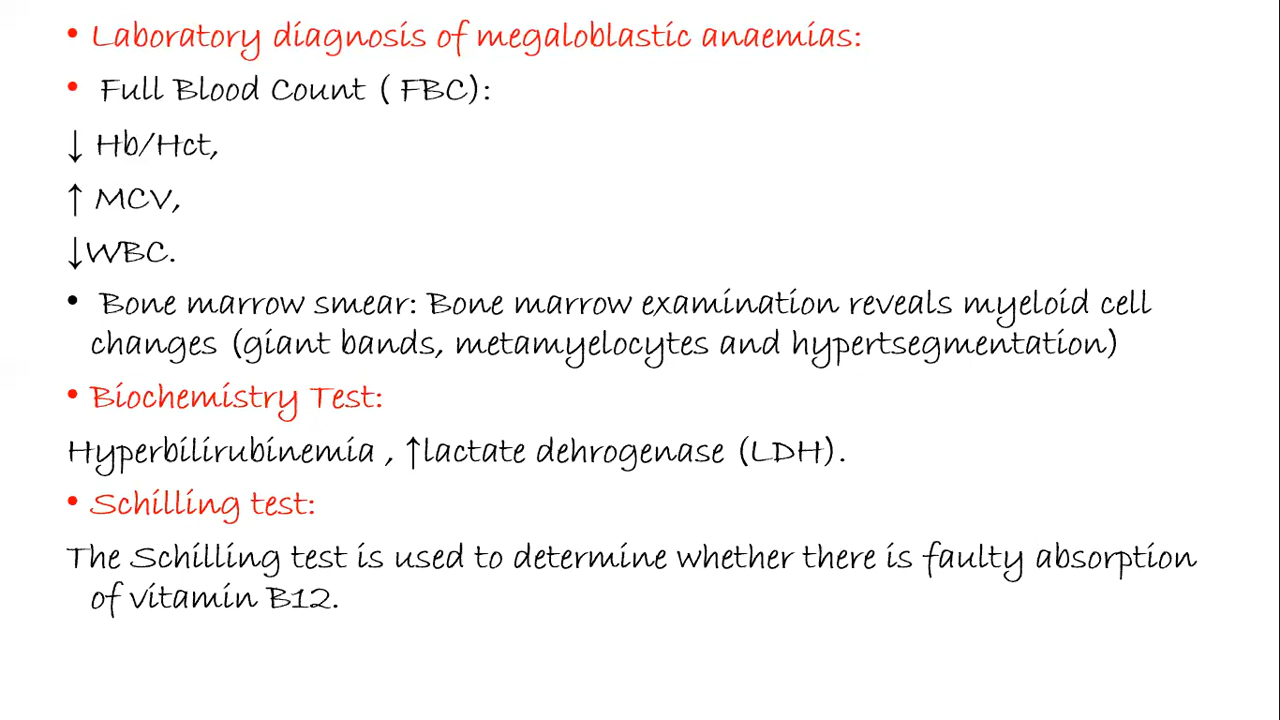 • Laboratory diagnosis of megaloblastic anaemias:
• Full Blood Count ( FBC):
↓ Hb/Hct,
↑ MCV,
↓WBC.
• Bone marrow smear: Bone marrow examination reveals myeloid cell
changes (giant bands, metamyelocytes and hypertsegmentation)
• Biochemistry Test:
Hyperbilirubinemia , ↑lactate dehrogenase (LDH).
• Schilling test:
The Schilling test is used to determine whether there is faulty absorption
of vitamin B12.